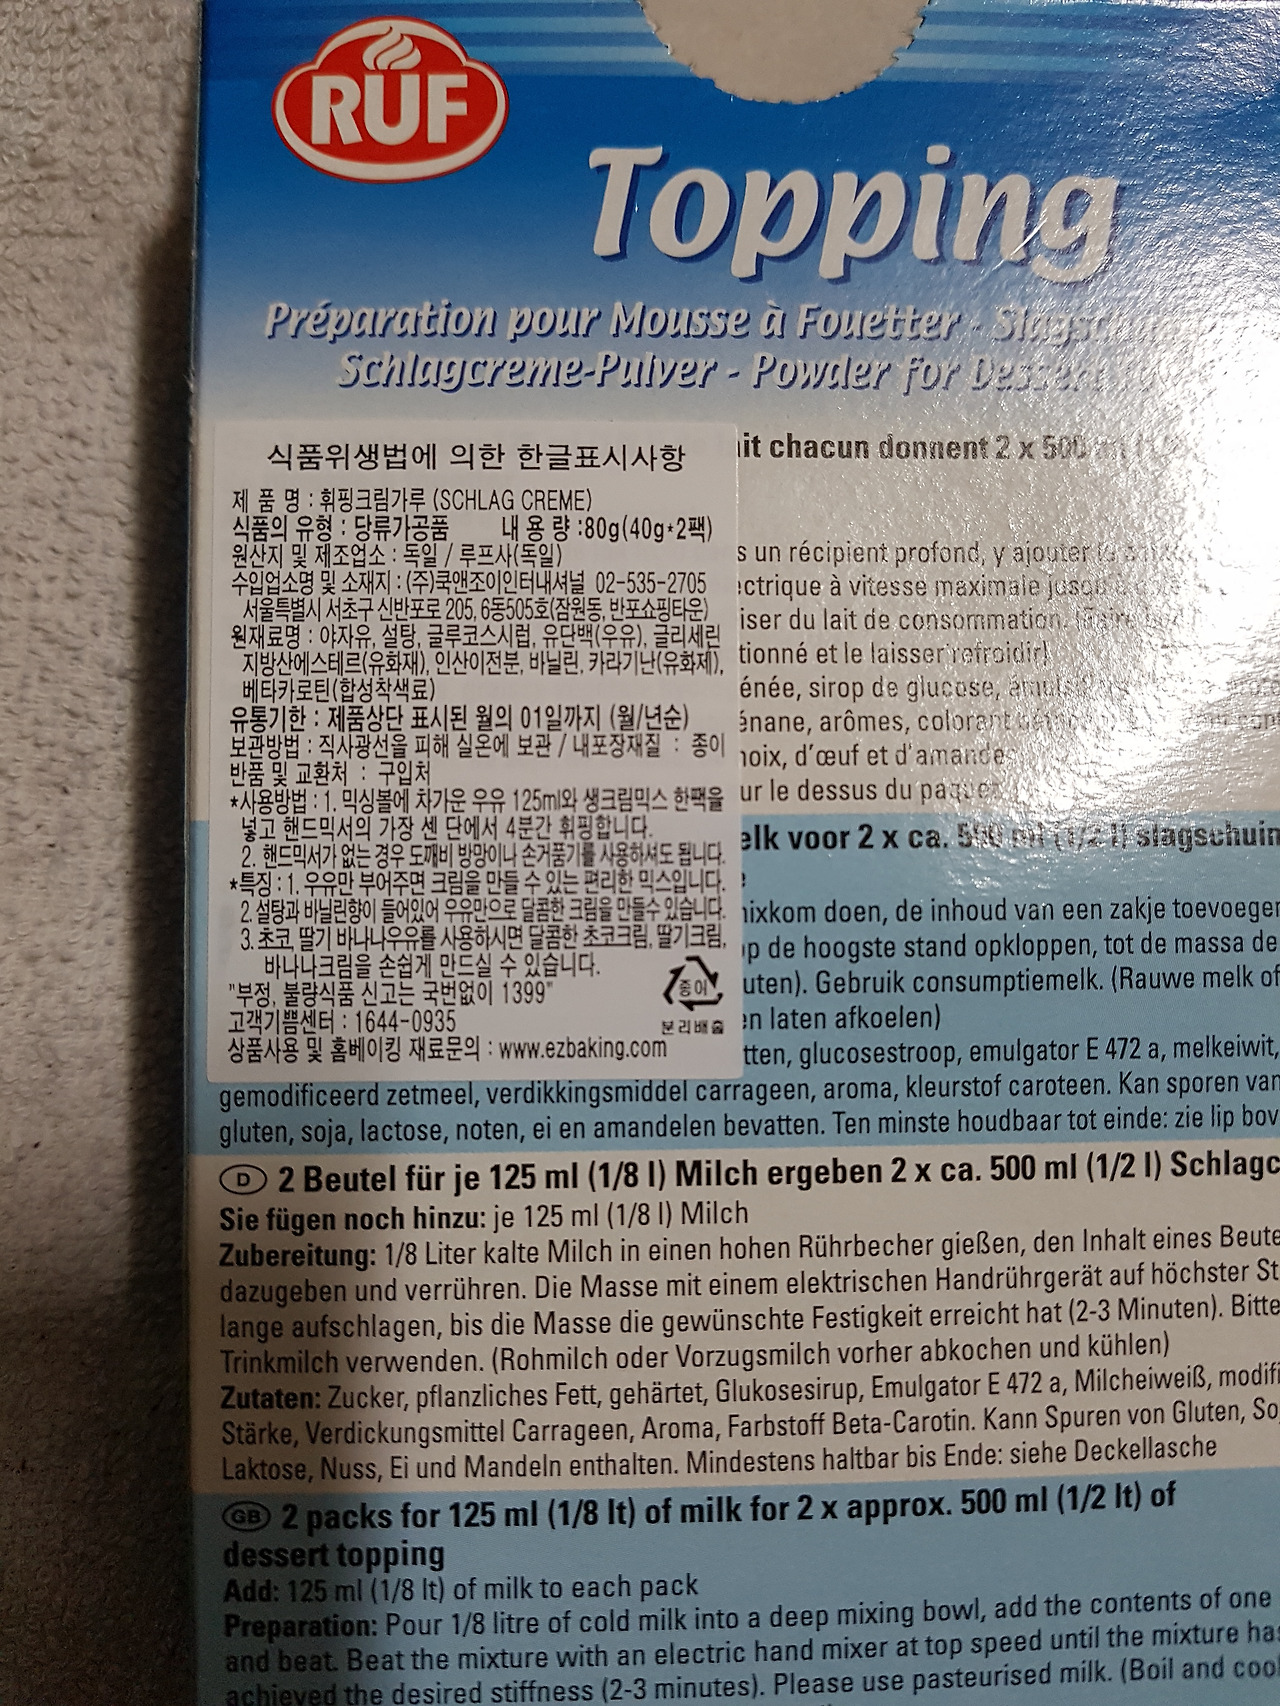 RUF
Topping
Préparation pour Mousse à Fouetter -
Schlagcreme-Pulver - Powder for
식품위생법에 의한 한글표시사항
제 품 명 : 휘핑크림가루 (SCHLAG CREME)
식품의 유형 : 당류가공품 내 용 량 :80g(40g*2팩)
원산지 및 제조업소 : 독일 / 루프사(독일)
수입업소명 및 소재지 : (주)쿡앤조이인터내셔널 02-535-2705
서울특별시 서초구 신반포로 205, 6동505호(잠원동, 반포쇼핑타운)
원재료명 : 야자유, 설탕, 글루코스시럽, 유단백(우유), 글리세린
지방산에스테르(유화재), 인산이전분, 바닐린, 카라기난(유화제),
베타카로틴(합성착색료)
유통기한 : 제품상단 표시된 월의 01일까지 (월/년순)
보관방법 : 직사광선을 피해 실온에 보관 / 내포장재질 : 종이
반품 및 교환처 : 구입처
*사용방법 : 1. 믹싱볼에 차가운 우유 125ml와 생크림믹스 한팩을
넣고 핸드믹서의 가장 센 단에서 4분간 휘핑합니다.
2. 핸드믹서가 없는 경우 도깨비 방망이나 손거품기를 사용하셔도 됩니다.
*특징 : 1. 우유만 부어주면 크림을 만들 수 있는 편리한 믹스입니다.
2. 설탕과 바닐린향이 들어있어 우유만으로 달콤한 크림을 만들수 있습니다.
3. 초코, 딸기 바나나우유를 사용하시면 달콤한 초코크림, 딸기크림,
바나나크림을 손쉽게 만드실 수 있습니다.
"부정, 불량식품 신고는 국번없이 1399"
고객기쁨센터 : 1644-0935
상품사용 및 홈베이킹 재료문의 : www.ezbaking.com
종이
분리배출
ait chacun donnent 2 x 500
s un récipient profond, y ajouter
ectrique à vitesse maximale
iser du lait de consommation.
tionné et le laisser refroidir)
énée, sirop de glucose,
énane, arômes, colorant
noix, d'œuf et d'amande
ur le dessus du paquet
elk voor 2 x ca. 500 ml (1/2 l) slagschuim
mixkom doen, de inhoud van een zakje toevoegen
op de hoogste stand opkloppen, tot de massa de
uten). Gebruik consumptiemelk. (Rauwe melk of
en laten afkoelen)
tten, glucosestroop, emulgator E 472 a, melkeiwit,
gemodificeerd zetmeel, verdikkingsmiddel carrageen, aroma, kleurstof caroteen. Kan sporen van
gluten, soja, lactose, noten, ei en amandelen bevatten. Ten minste houdbaar tot einde: zie lip bov
D 2 Beutel für je 125 ml (1/8 l) Milch ergeben 2 x ca. 500 ml (1/2 l) Schlagc
Sie fügen noch hinzu: je 125 ml (1/8 l) Milch
Zubereitung: 1/8 Liter kalte Milch in einen hohen Rührbecher gießen, den Inhalt eines Beute
dazugeben und verrühren. Die Masse mit einem elektrischen Handrührgerät auf höchster St
lange aufschlagen, bis die Masse die gewünschte Festigkeit erreicht hat (2-3 Minuten). Bitte
Trinkmilch verwenden. (Rohmilch oder Vorzugsmilch vorher abkochen und kühlen)
Zutaten: Zucker, pflanzliches Fett, gehärtet, Glukosesirup, Emulgator E 472 a, Milcheiweiß, modifi
Stärke, Verdickungsmittel Carrageen, Aroma, Farbstoff Beta-Carotin. Kann Spuren von Gluten, So
Laktose, Nuss, Ei und Mandeln enthalten. Mindestens haltbar bis Ende: siehe Deckellasche
GB 2 packs for 125 ml (1/8 lt) of milk for 2 x approx. 500 ml (1/2 lt) of
dessert topping
Add: 125 ml (1/8 lt) of milk to each pack
Preparation: Pour 1/8 litre of cold milk into a deep mixing bowl, add the contents of one
and beat. Beat the mixture with an electric hand mixer at top speed until the mixture has
achieved the desired stiffness (2-3 minutes). Please use pasteurised milk. (Boil and cool